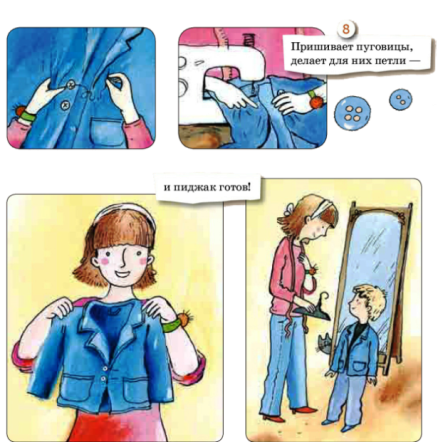 8
Пришивает пуговицы,
делает для них петли —
и пиджак готов!